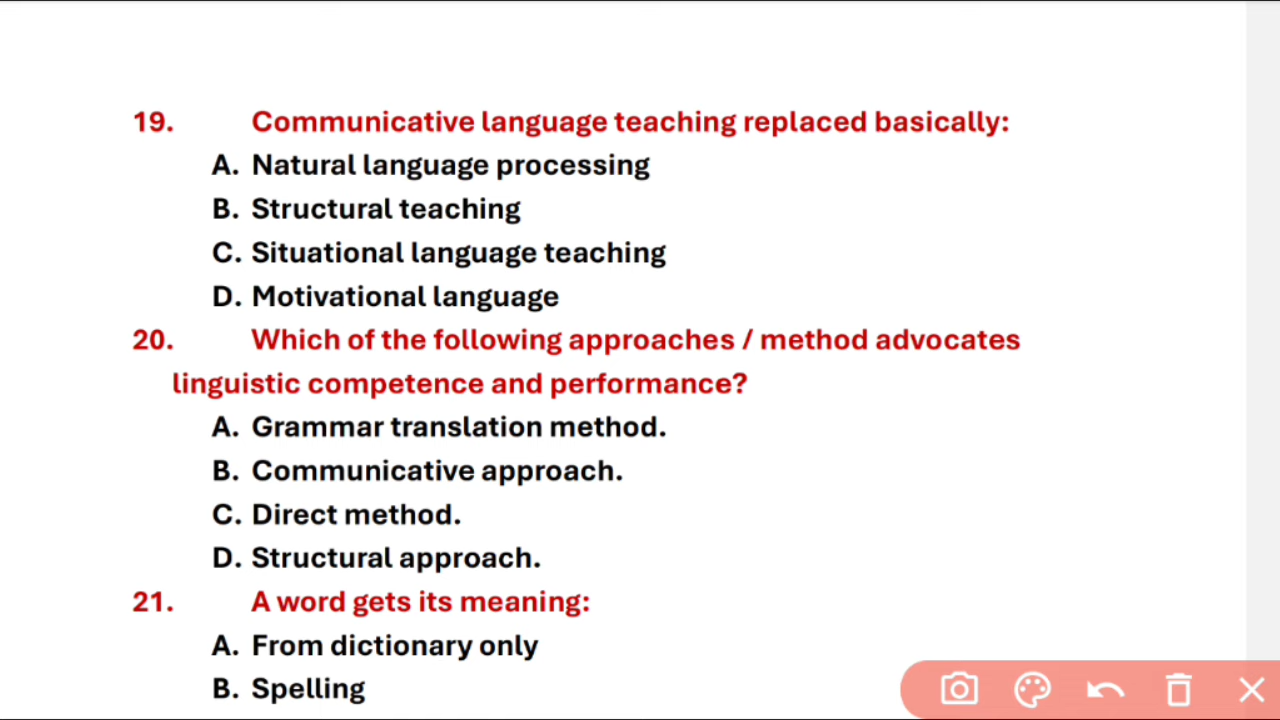 19. Communicative language teaching replaced basically:
A. Natural language processing
B. Structural teaching
C. Situational language teaching
D. Motivational language
20. Which of the following approaches / method advocates
linguistic competence and performance?
A. Grammar translation method.
B. Communicative approach.
C. Direct method.
D. Structural approach.
21. A word gets its meaning:
A. From dictionary only
B. Spelling